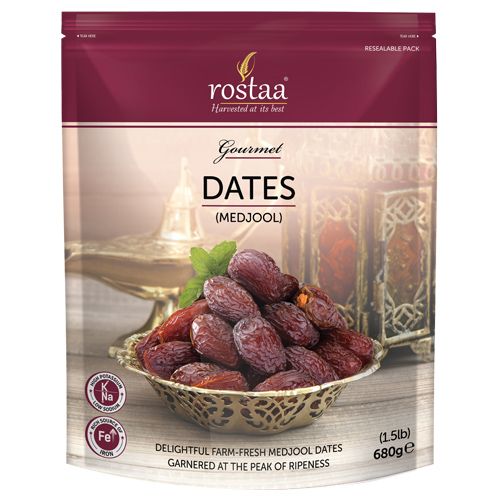 TEAR HERE
TEAR HERE
RESEALABLE PACK
rostaa®
Harvested at its best
Gourmet
DATES
(MEDJOOL)
HIGH POTASSIUM
K
Na
LOW SODIUM
RICH SOURCE OF
Fe
IRON
DELIGHTFUL FARM-FRESH MEDJOOL DATES
GARNERED AT THE PEAK OF RIPENESS
(1.5lb)
680g℮